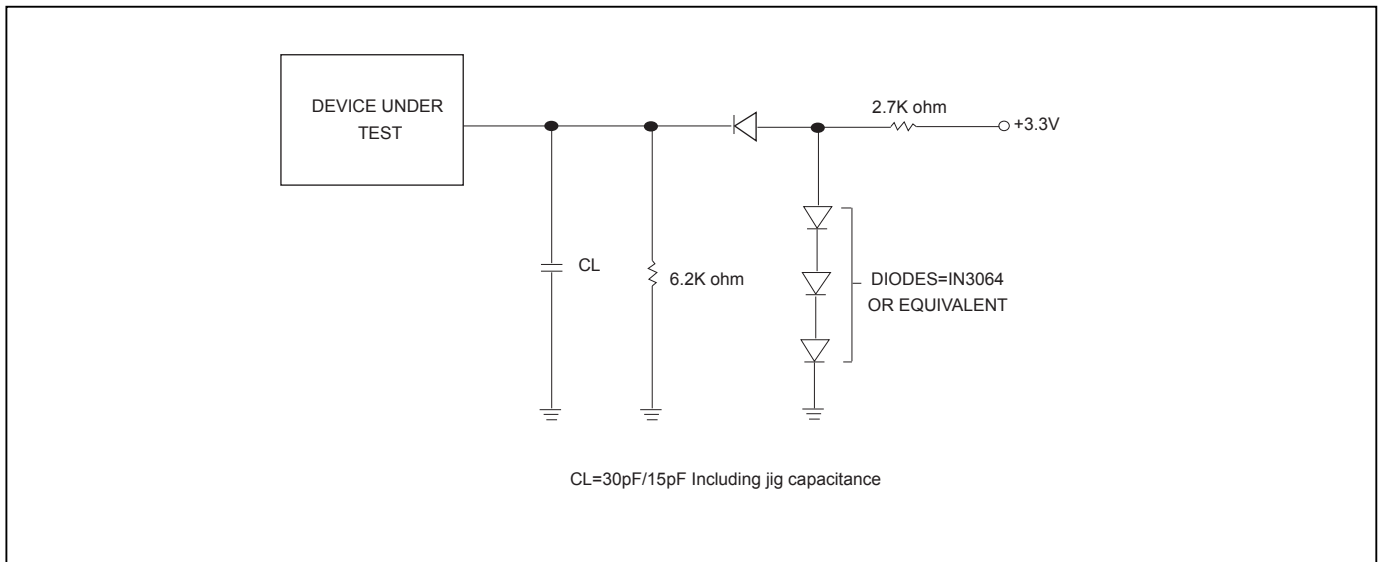 DEVICE UNDER
TEST
2.7K ohm
+3.3V
CL
6.2K ohm
DIODES=IN3064
OR EQUIVALENT
CL=30pF/15pF Including jig capacitance